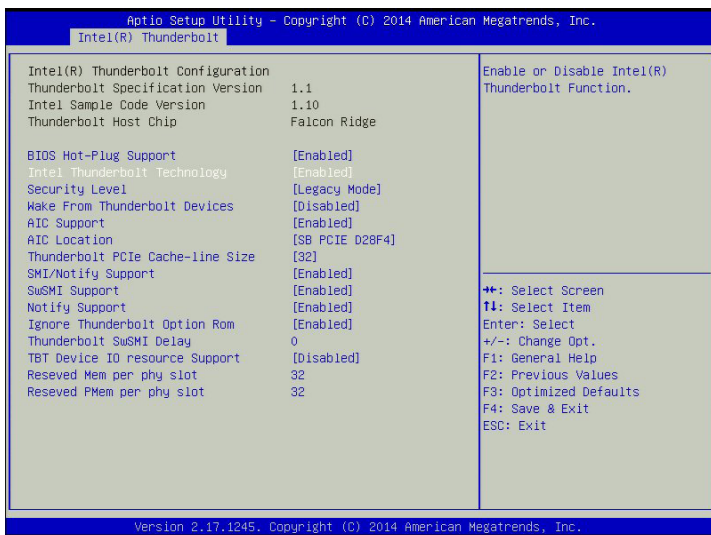 Aptio Setup Utility – Copyright (C) 2014 American Megatrends, Inc.
Intel(R) Thunderbolt
Intel(R) Thunderbolt Configuration
Thunderbolt Specification Version 1.1
Intel Sample Code Version 1.10
Thunderbolt Host Chip Falcon Ridge
BIOS Hot-Plug Support [Enabled]
Intel Thunderbolt Technology [Enabled]
Security Level [Legacy Mode]
Wake From Thunderbolt Devices [Disabled]
AIC Support [Enabled]
AIC Location [SB PCIE D28F4]
Thunderbolt PCIe Cache-line Size [32]
SMI/Notify Support [Enabled]
SwSMI Support [Enabled]
Notify Support [Enabled]
Ignore Thunderbolt Option Rom [Enabled]
Thunderbolt SwSMI Delay 0
TBT Device IO resource Support [Disabled]
Reseved Mem per phy slot 32
Reseved PMem per phy slot 32
Enable or Disable Intel(R)
Thunderbolt Function.
→←: Select Screen
↑↓: Select Item
Enter: Select
+/-: Change Opt.
F1: General Help
F2: Previous Values
F3: Optimized Defaults
F4: Save & Exit
ESC: Exit
Version 2.17.1245. Copyright (C) 2014 American Megatrends, Inc.